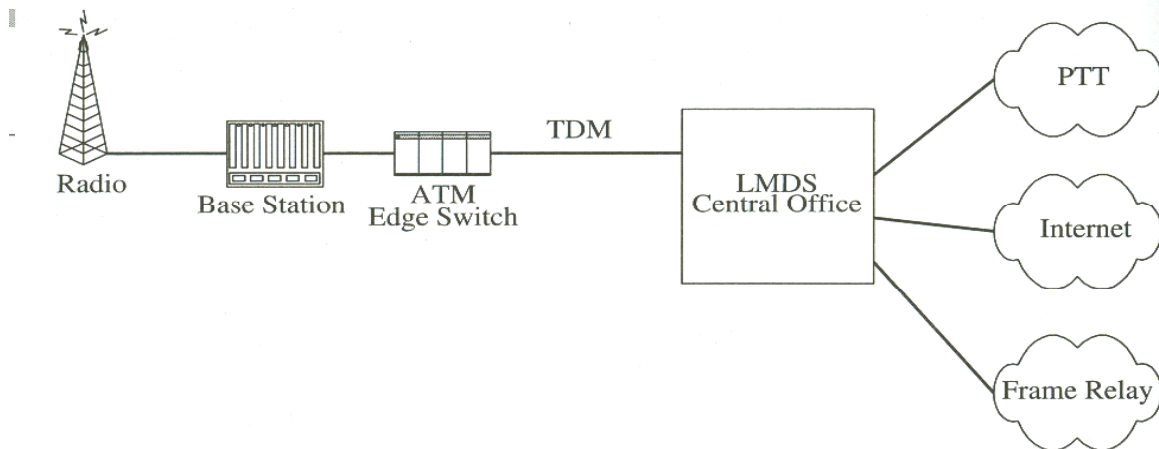 PTT
TDM
Radio
Base Station
ATM
Edge Switch
LMDS
Central Office
Internet
Frame Relay